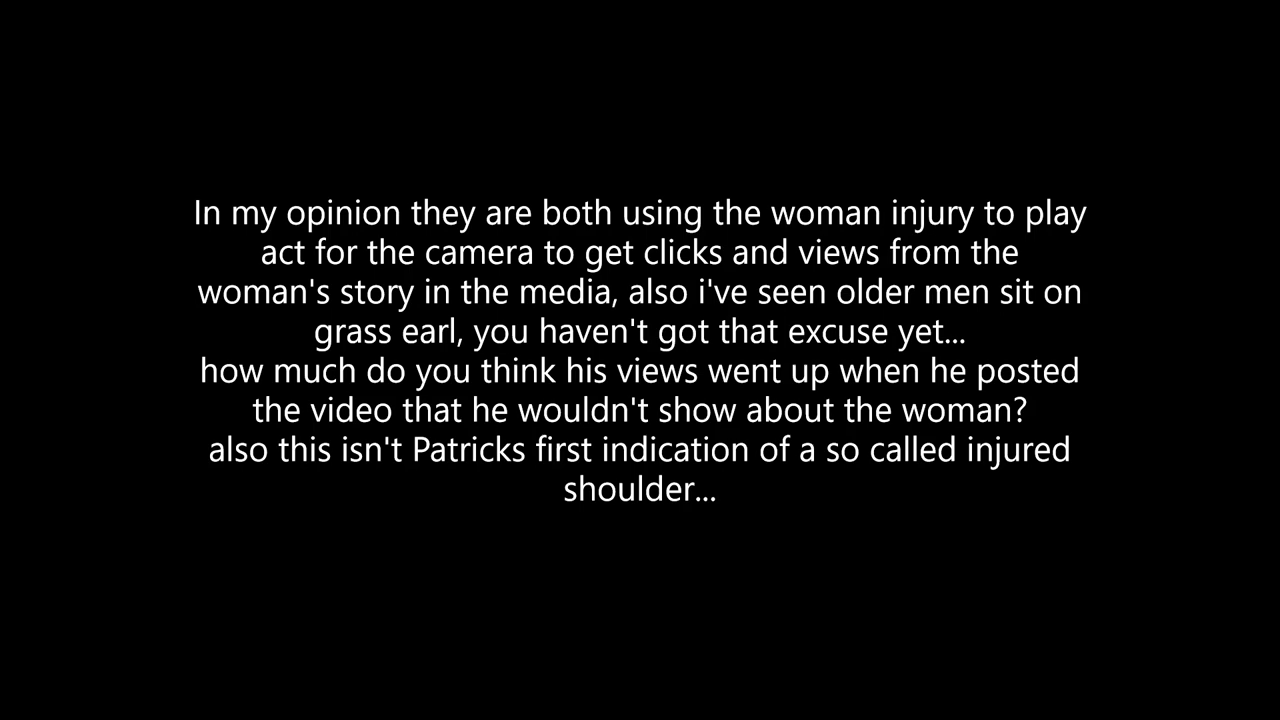 In my opinion they are both using the woman injury to play
act for the camera to get clicks and views from the
woman's story in the media, also i've seen older men sit on
grass earl, you haven't got that excuse yet...
how much do you think his views went up when he posted
the video that he wouldn't show about the woman?
also this isn't Patricks first indication of a so called injured
shoulder...